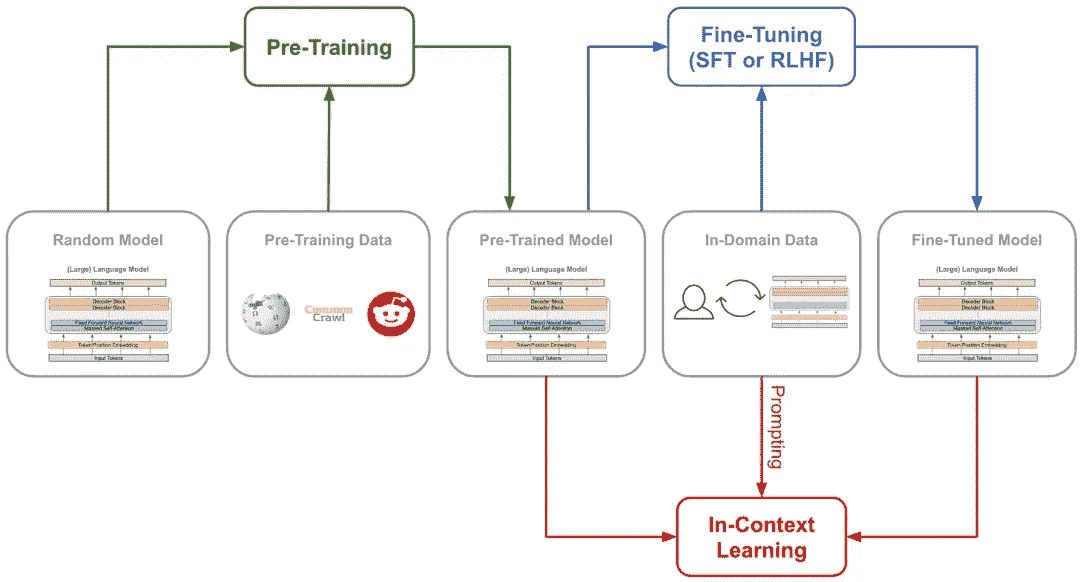 Pre-Training
Fine-Tuning
(SFT or RLHF)
Random Model
(Large) Language Model
Output Tokens
Decoder Block
Decoder Block
Feed Forward Neural Network
Masked Self-Attention
Token/Position Embedding
Input Tokens
Pre-Training Data
Common
Crawl
Pre-Trained Model
(Large) Language Model
Output Tokens
Decoder Block
Decoder Block
Feed Forward Neural Network
Masked Self-Attention
Token/Position Embedding
Input Tokens
In-Domain Data
Fine-Tuned Model
(Large) Language Model
Output Tokens
Decoder Block
Decoder Block
Feed Forward Neural Network
Masked Self-Attention
Token/Position Embedding
Input Tokens
Prompting
In-Context
Learning